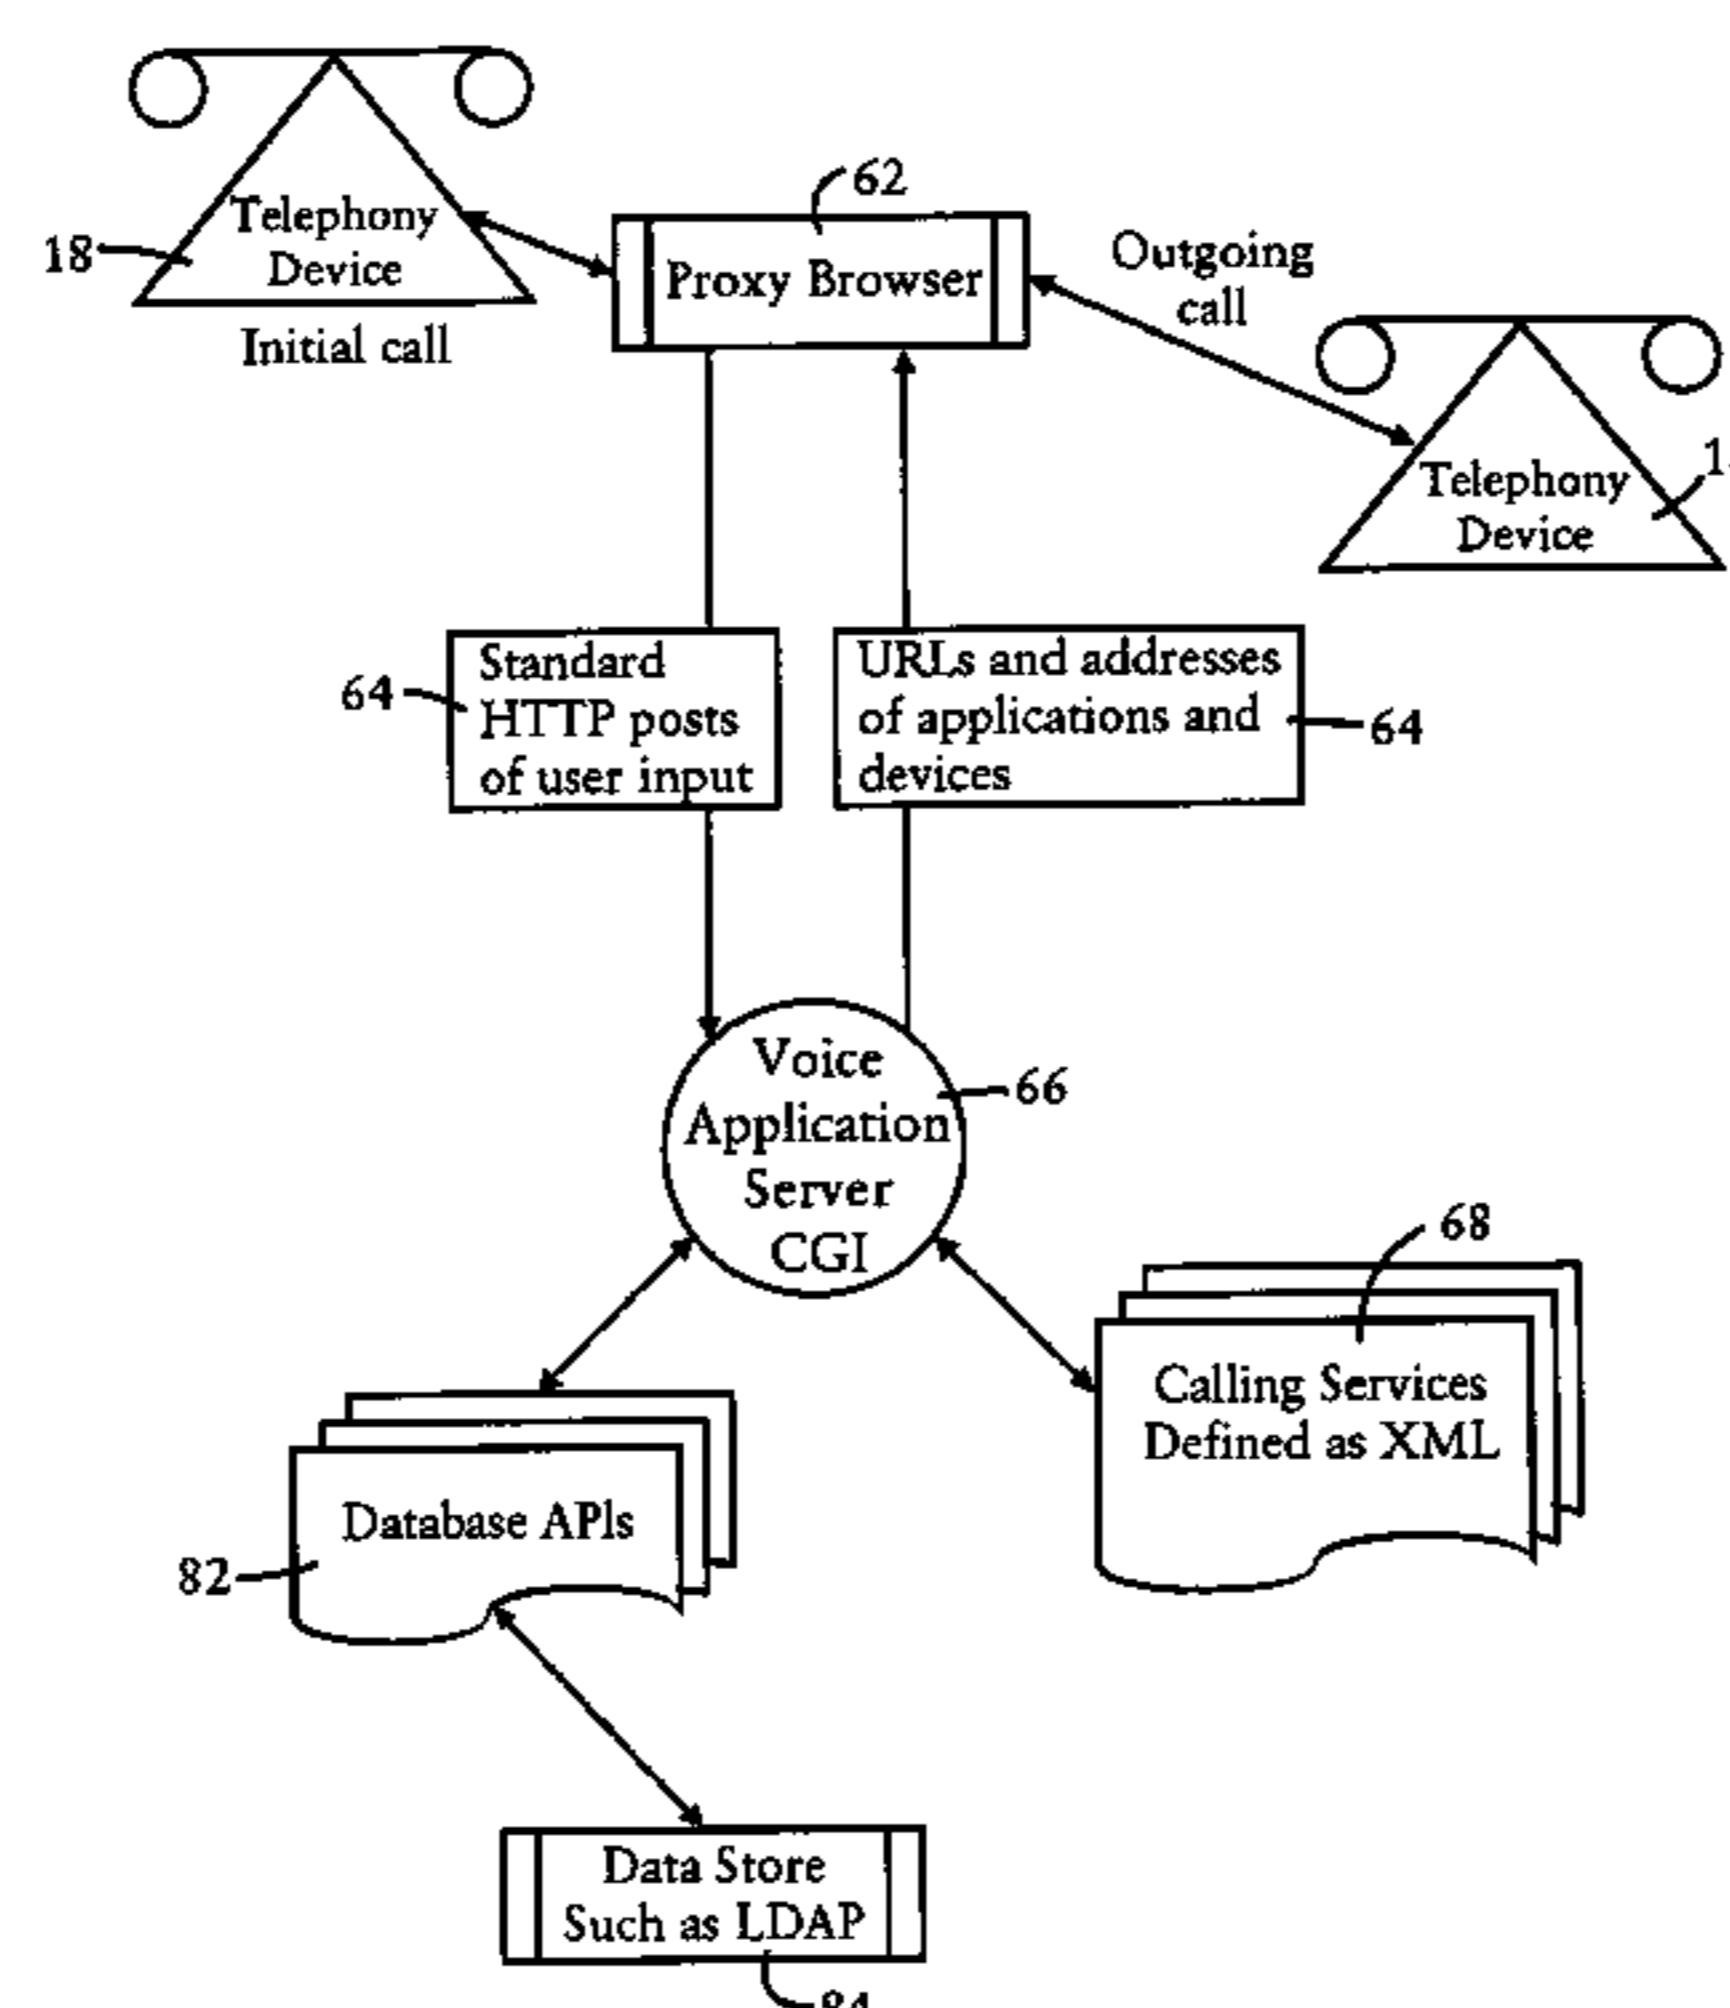 62
Telephony
Device
18
Initial call
Proxy Browser
Outgoing
call
Telephony
Device
Standard
HTTP posts
of user input
64
URLs and addresses
of applications and
devices
64
Voice
Application
Server
CGI
66
68
Calling Services
Defined as XML
Database APIs
82
Data Store
Such as LDAP
84